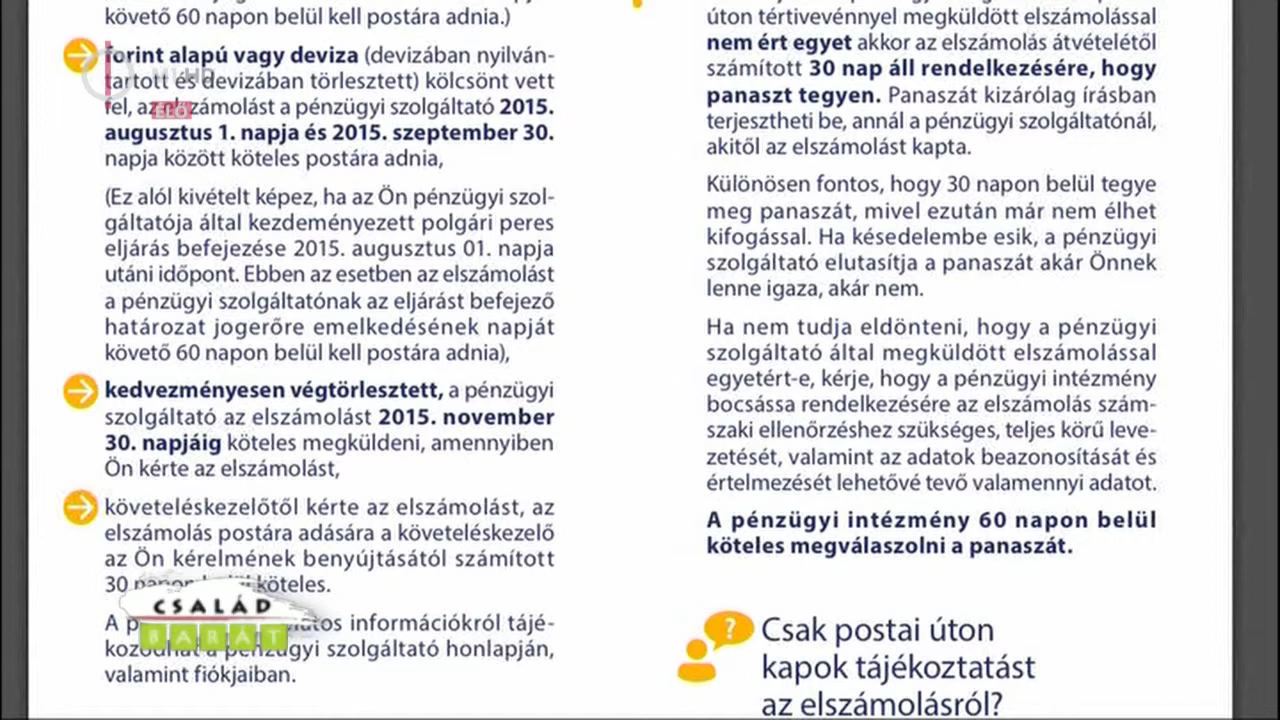 követő 60 napon belül kell postára adnia.)
forint alapú vagy deviza (devizában nyilván-
tartott és devizában törlesztett) kölcsönt vett
fel, az elszámolást a pénzügyi szolgáltató 2015.
augusztus 1. napja és 2015. szeptember 30.
napja között köteles postára adnia,
(Ez alól kivételt képez, ha az Ön pénzügyi szol-
gáltatója által kezdeményezett polgári peres
eljárás befejezése 2015. augusztus 01. napja
utáni időpont. Ebben az esetben az elszámolást
a pénzügyi szolgáltatónak az eljárást befejező
határozat jogerőre emelkedésének napját
követő 60 napon belül kell postára adnia),
kedvezményesen végtörlesztett, a pénzügyi
szolgáltató az elszámolást 2015. november
30. napjáig köteles megküldeni, amennyiben
Ön kérte az elszámolást,
követeléskezelőtől kérte az elszámolást, az
elszámolás postára adására a követeléskezelő
az Ön kérelmének benyújtásától számított
30 napon belül köteles.
A információkról tájé-
a pénzügyi szolgáltató honlapján,
valamint fiókjaiban.
úton tértivevénnyel megküldött elszámolással
nem ért egyet akkor az elszámolás átvételétől
számított 30 nap áll rendelkezésére, hogy
panaszt tegyen. Panaszát kizárólag írásban
terjesztheti be, annál a pénzügyi szolgáltatónál,
akitől az elszámolást kapta.
Különösen fontos, hogy 30 napon belül tegye
meg panaszát, mivel ezután már nem élhet
kifogással. Ha késedelembe esik, a pénzügyi
szolgáltató elutasítja a panaszát akár Önnek
lenne igaza, akár nem.
Ha nem tudja eldönteni, hogy a pénzügyi
szolgáltató által megküldött elszámolással
egyetért-e, kérje, hogy a pénzügyi intézmény
bocsássa rendelkezésére az elszámolás szám-
szaki ellenőrzéshez szükséges, teljes körű leve-
zetését, valamint az adatok beazonosítását és
értelmezését lehetővé tevő valamennyi adatot.
A pénzügyi intézmény 60 napon belül
köteles megválaszolni a panaszát.
?
Csak postai úton
kapok tájékoztatást
az elszámolásról?
ÉLŐ
CSALÁD
BARÁT